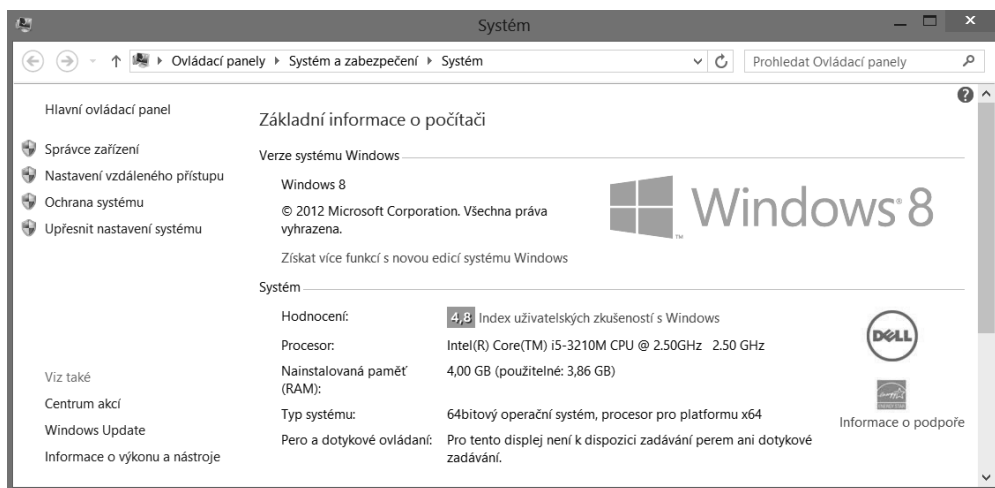 Systém
Ovládací panely ▸ Systém a zabezpečení ▸ Systém
Prohledat Ovládací panely
Hlavní ovládací panel
Správce zařízení
Nastavení vzdáleného přístupu
Ochrana systému
Upřesnit nastavení systému
Viz také
Centrum akcí
Windows Update
Informace o výkonu a nástroje
Základní informace o počítači
Verze systému Windows
Windows 8
© 2012 Microsoft Corporation. Všechna práva
vyhrazena.
Získat více funkcí s novou edicí systému Windows
Windows® 8
TM
Systém
Hodnocení: 4,8 Index uživatelských zkušeností s Windows
Procesor: Intel(R) Core(TM) i5-3210M CPU @ 2.50GHz 2.50 GHz
Nainstalovaná paměť 4,00 GB (použitelné: 3,86 GB)
(RAM):
Typ systému: 64bitový operační systém, procesor pro platformu x64
Pero a dotykové ovládaní: Pro tento displej není k dispozici zadávání perem ani dotykové
zadávání.
DELL
Informace o podpoře